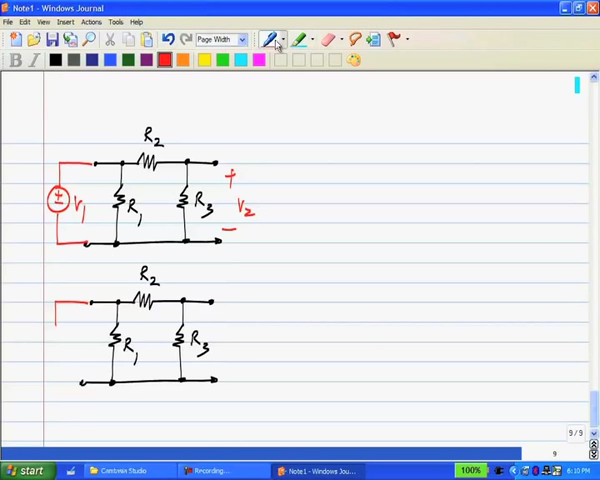 Note1 - Windows Journal
File Edit View Insert Actions Tools Help
Page Width
B I
R2
+
± V1 R1 R3 V2
−
R2
R1 R3
9/9
9
start Camtasia Studio Recording... Note1 - Windows Jou... 100% 6:10 PM